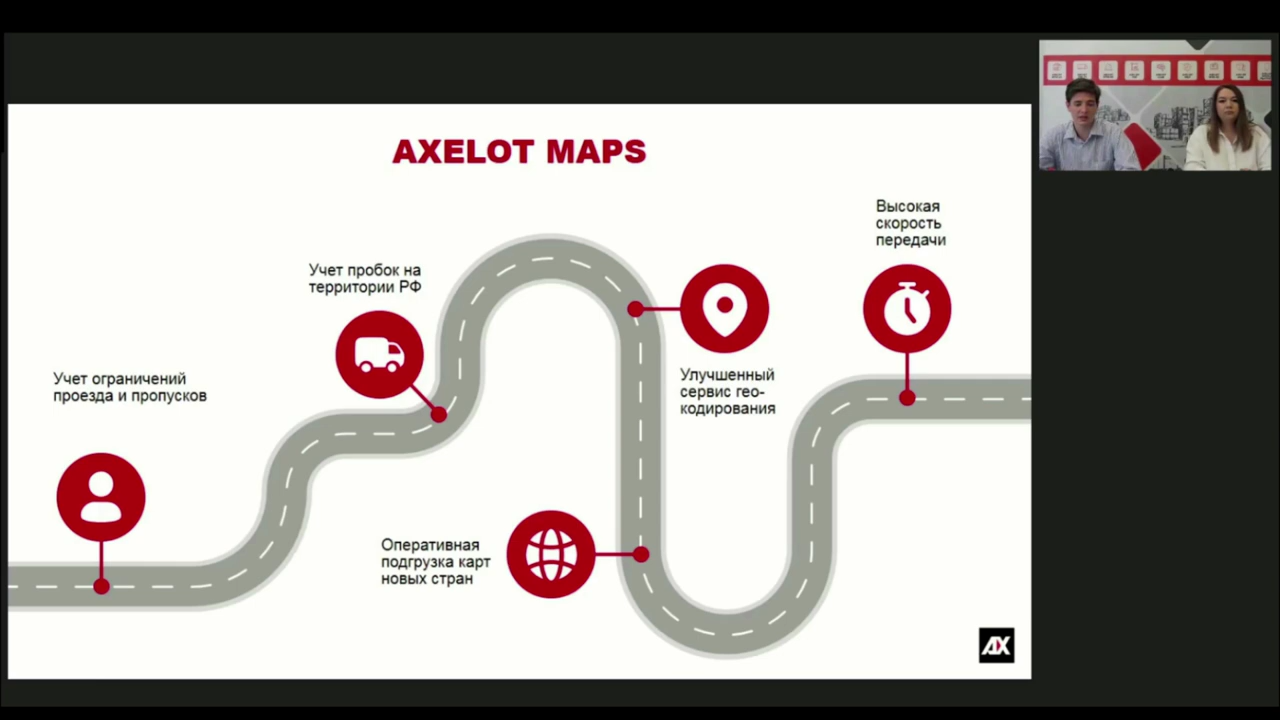 AXELOT MAPS
Высокая
скорость
передачи
Учет пробок на
территории РФ
Учет ограничений
проезда и пропусков
Улучшенный
сервис гео-
кодирования
Оперативная
подгрузка карт
новых стран
AX